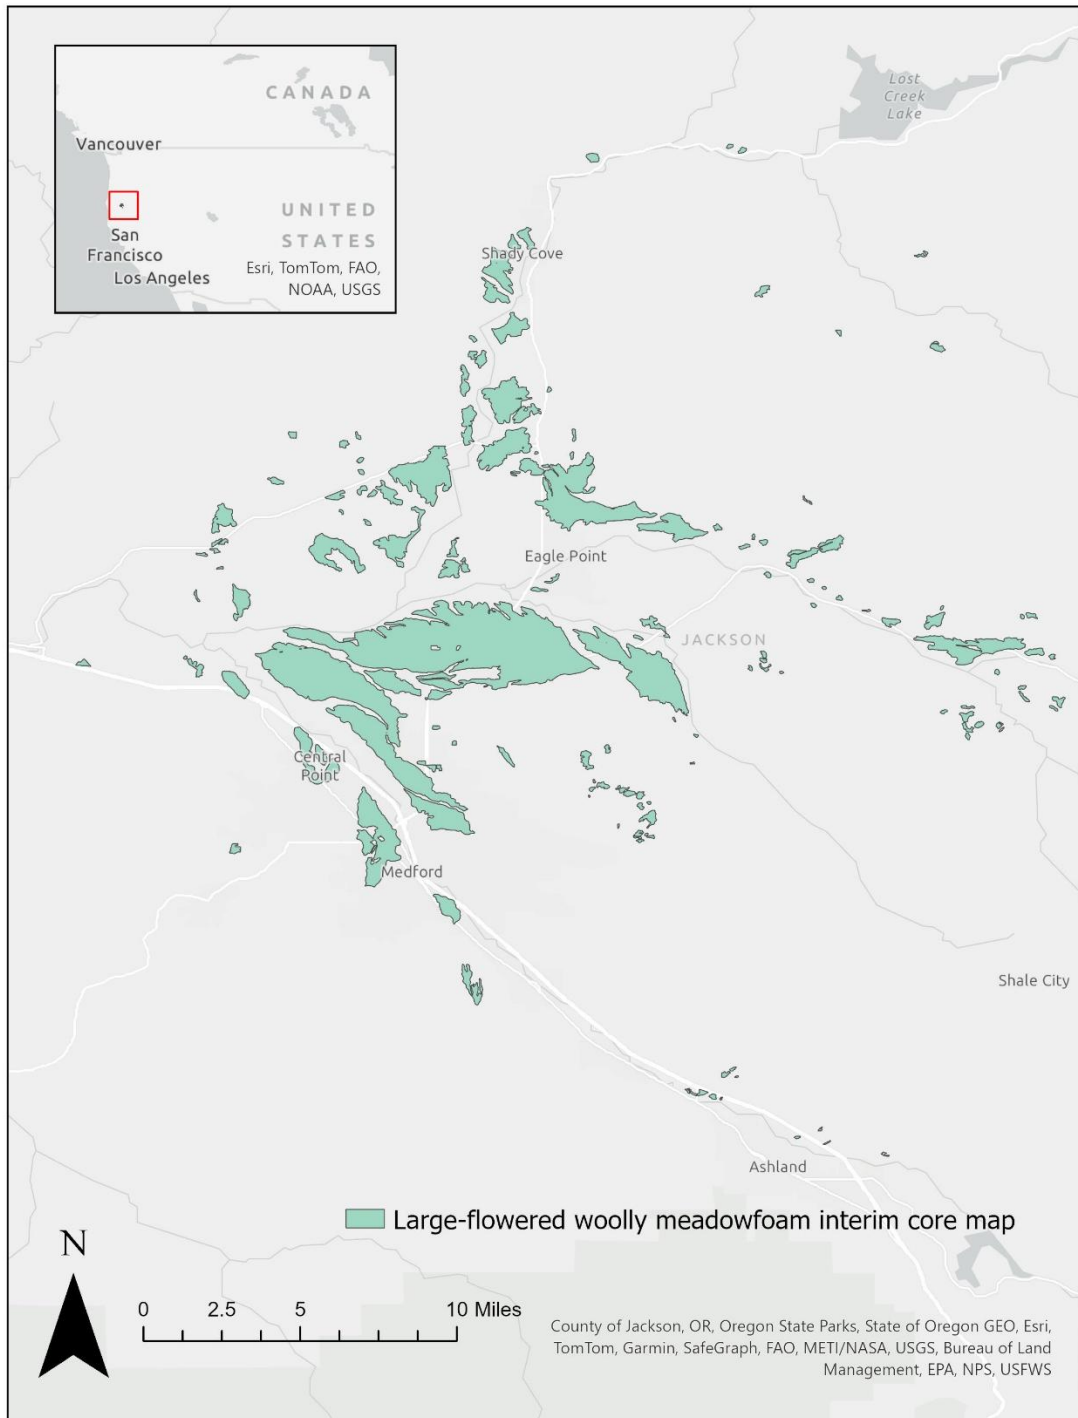 CANADA
Vancouver
UNITED
STATES
San
Francisco
Los Angeles
Esri, TomTom, FAO,
NOAA, USGS
Lost
Creek
Lake
Shady Cove
Eagle Point
JACKSON
Central
Point
Medford
Shale City
Ashland
Large-flowered woolly meadowfoam interim core map
N
0 2.5 5 10 Miles
County of Jackson, OR, Oregon State Parks, State of Oregon GEO, Esri,
TomTom, Garmin, SafeGraph, FAO, METI/NASA, USGS, Bureau of Land
Management, EPA, NPS, USFWS